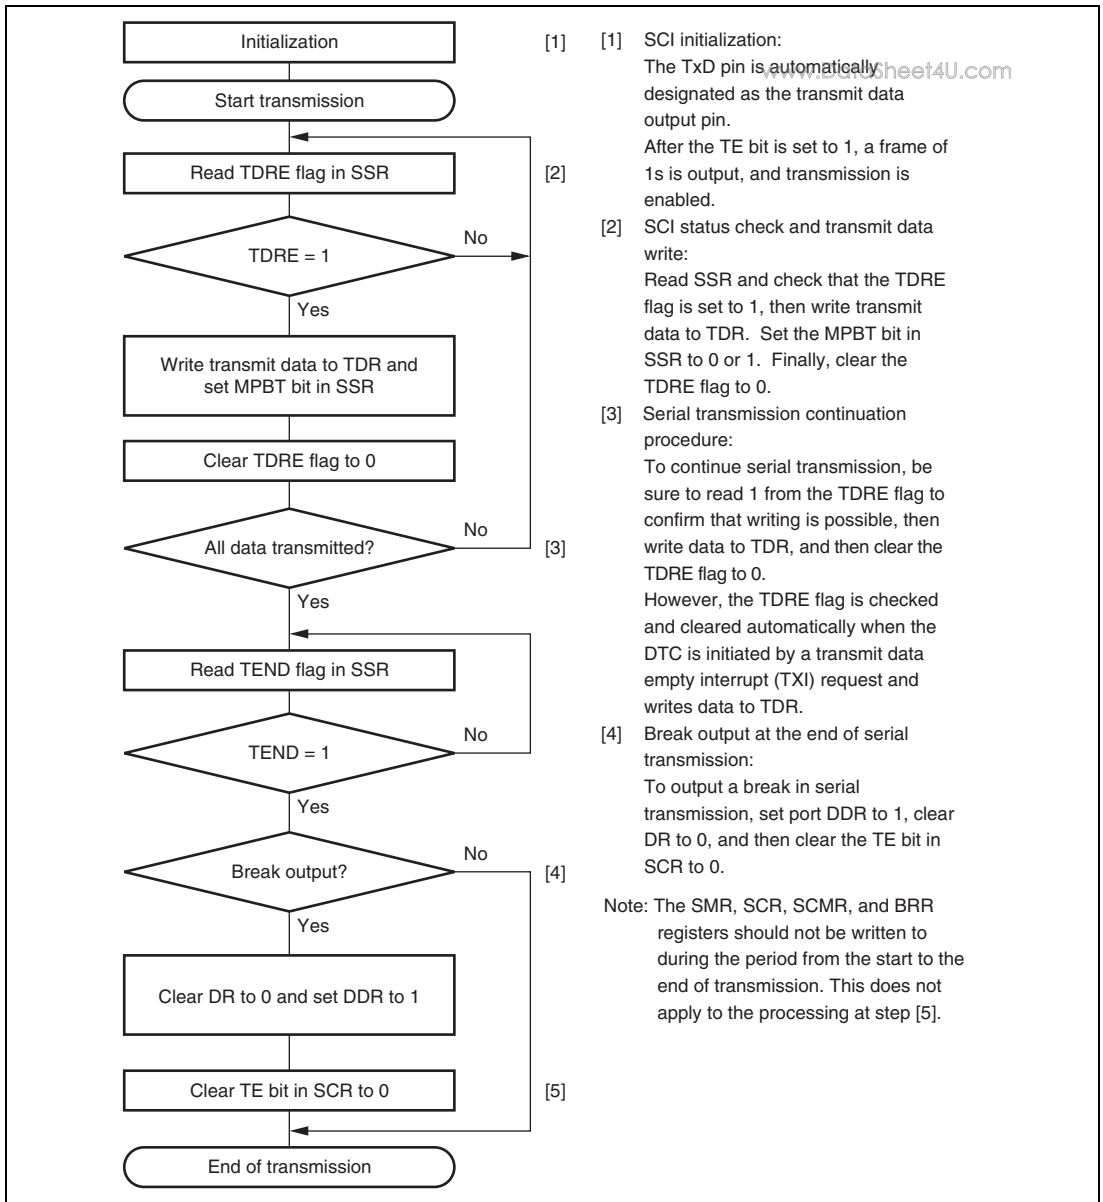 Initialization
[1]
Start transmission
Read TDRE flag in SSR
[2]
TDRE = 1
No
Yes
Write transmit data to TDR and
set MPBT bit in SSR
Clear TDRE flag to 0
All data transmitted?
No
[3]
Yes
Read TEND flag in SSR
TEND = 1
No
Yes
Break output?
No
[4]
Yes
Clear DR to 0 and set DDR to 1
Clear TE bit in SCR to 0
[5]
End of transmission
[1] SCI initialization:
The TxD pin is automatically
www.DataSheet4U.com
designated as the transmit data
output pin.
After the TE bit is set to 1, a frame of
1s is output, and transmission is
enabled.
[2] SCI status check and transmit data
write:
Read SSR and check that the TDRE
flag is set to 1, then write transmit
data to TDR. Set the MPBT bit in
SSR to 0 or 1. Finally, clear the
TDRE flag to 0.
[3] Serial transmission continuation
procedure:
To continue serial transmission, be
sure to read 1 from the TDRE flag to
confirm that writing is possible, then
write data to TDR, and then clear the
TDRE flag to 0.
However, the TDRE flag is checked
and cleared automatically when the
DTC is initiated by a transmit data
empty interrupt (TXI) request and
writes data to TDR.
[4] Break output at the end of serial
transmission:
To output a break in serial
transmission, set port DDR to 1, clear
DR to 0, and then clear the TE bit in
SCR to 0.
Note: The SMR, SCR, SCMR, and BRR
registers should not be written to
during the period from the start to the
end of transmission. This does not
apply to the processing at step [5].